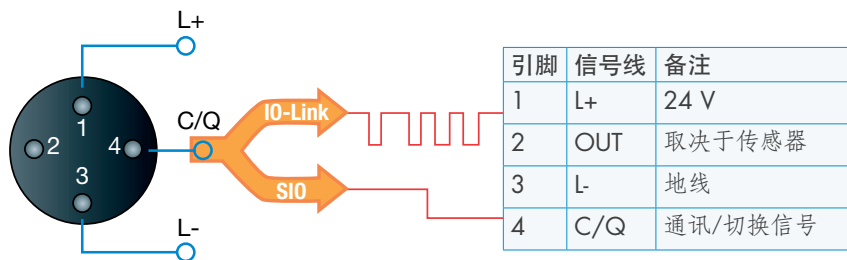 L+
C/Q
1
2
4
3
L-
IO-Link
SIO
引脚 信号线 备注
1 L+ 24 V
2 OUT 取决于传感器
3 L- 地线
4 C/Q 通讯/切换信号